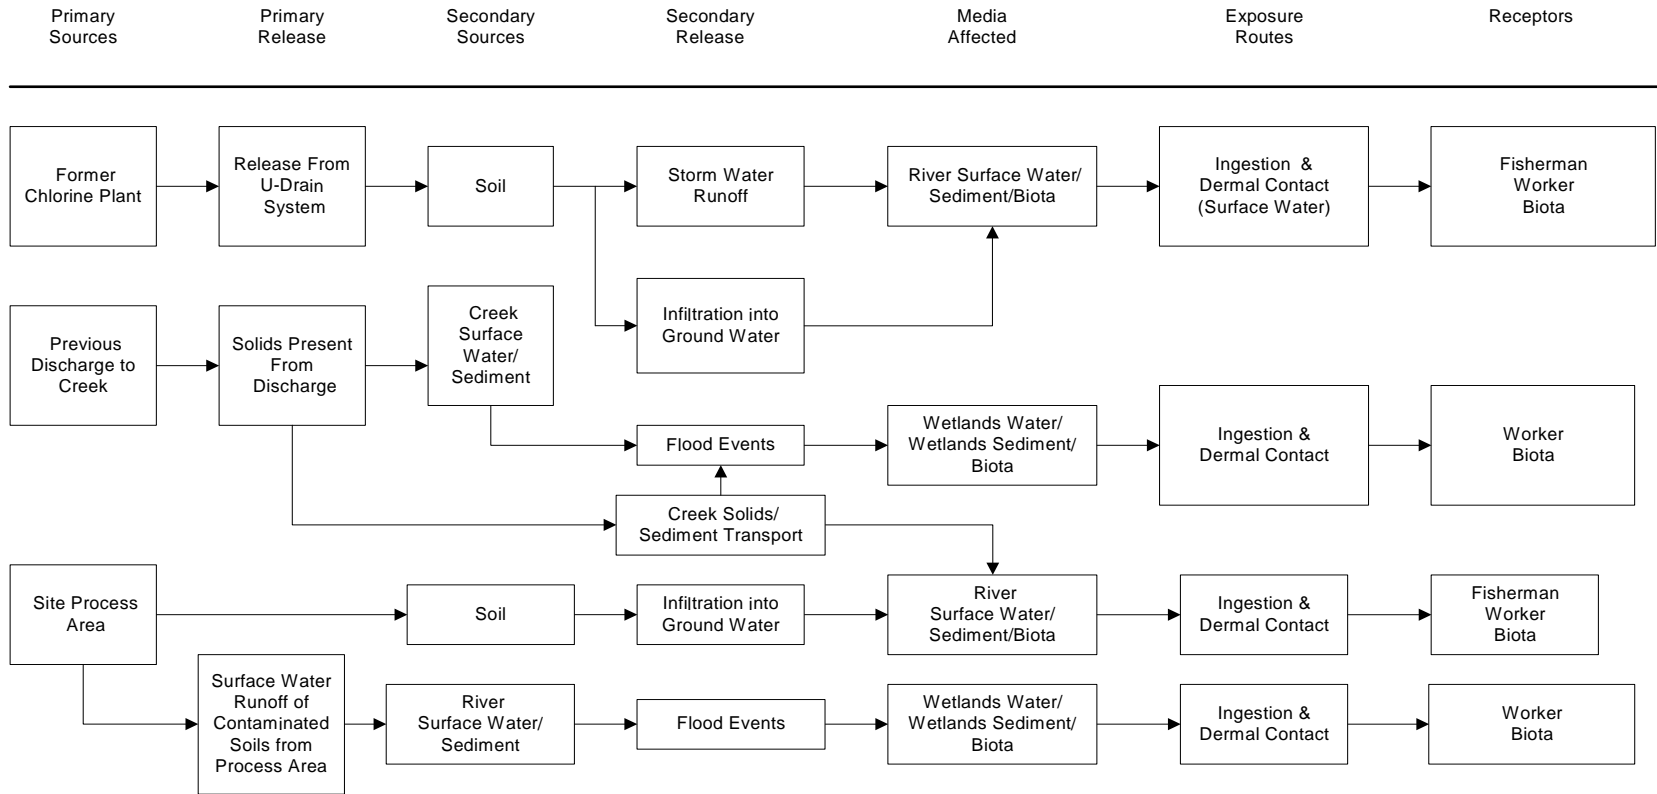 Primary
Sources
Primary
Release
Secondary
Sources
Secondary
Release
Media
Affected
Exposure
Routes
Receptors
Former
Chlorine Plant
Release From
U-Drain
System
Soil
Storm Water
Runoff
River Surface Water/
Sediment/Biota
Ingestion &
Dermal Contact
(Surface Water)
Fisherman
Worker
Biota
Infiltration into
Ground Water
Previous
Discharge to
Creek
Solids Present
From
Discharge
Creek
Surface
Water/
Sediment
Flood Events
Wetlands Water/
Wetlands Sediment/
Biota
Ingestion &
Dermal Contact
Worker
Biota
Creek Solids/
Sediment Transport
Site Process
Area
Soil
Infiltration into
Ground Water
River
Surface Water/
Sediment/Biota
Ingestion &
Dermal Contact
Fisherman
Worker
Biota
Surface Water
Runoff of
Contaminated
Soils from
Process Area
River
Surface Water/
Sediment
Flood Events
Wetlands Water/
Wetlands Sediment/
Biota
Ingestion &
Dermal Contact
Worker
Biota